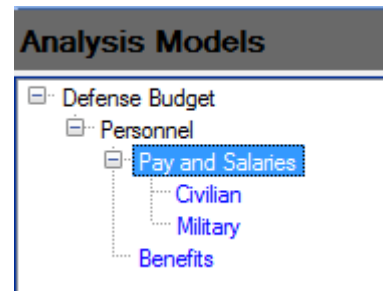 Analysis Models
Defense Budget
Personnel
Pay and Salaries
Civilian
Military
Benefits